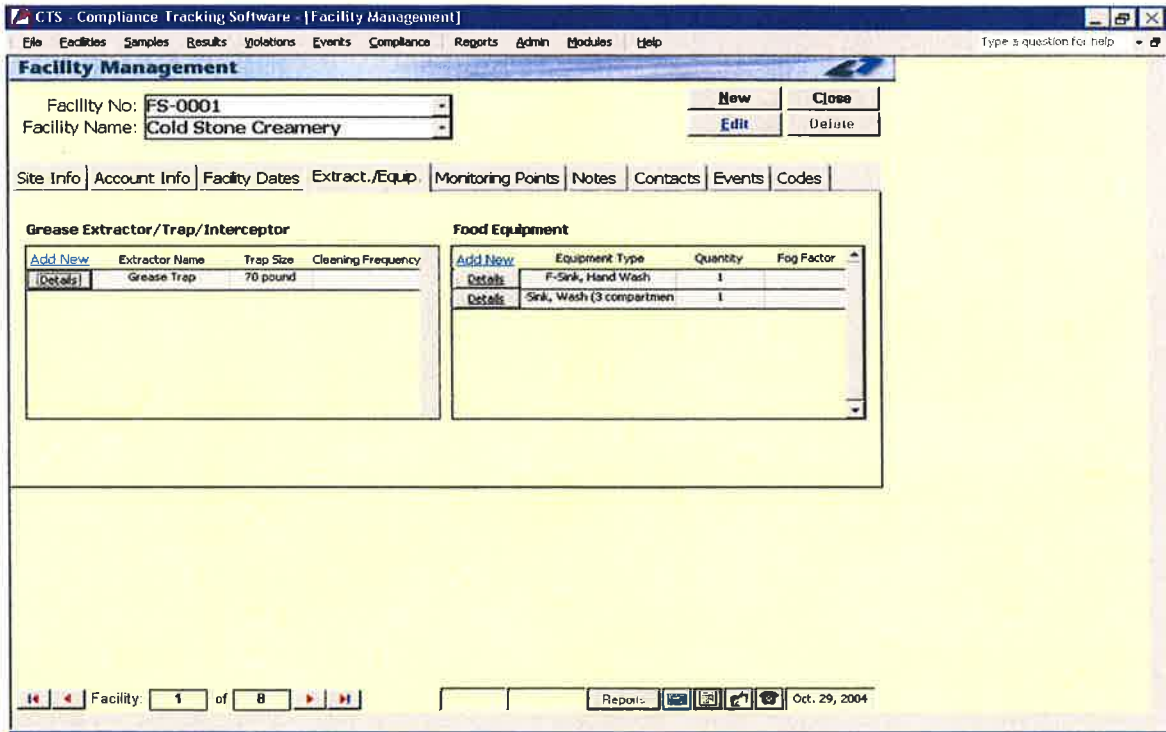 CTS - Compliance Tracking Software - [Facility Management]
File Facilities Samples Results Violations Events Compliance Reports Admin Modules Help Type a question for help
Facility Management
Facility No: FS-0001 New Close
Facility Name: Cold Stone Creamery Edit Delete
Site Info Account Info Facility Dates Extract./Equip. Monitoring Points Notes Contacts Events Codes
Grease Extractor/Trap/Interceptor Food Equipment
Add New Extractor Name Trap Size Cleaning Frequency Add New Equipment Type Quantity Fog Factor
Details Grease Trap 70 pound Details F-Sink, Hand Wash 1
Details -Sink, Wash (3 compartmen 1
Facility: 1 of 8 Reports Oct. 29, 2004